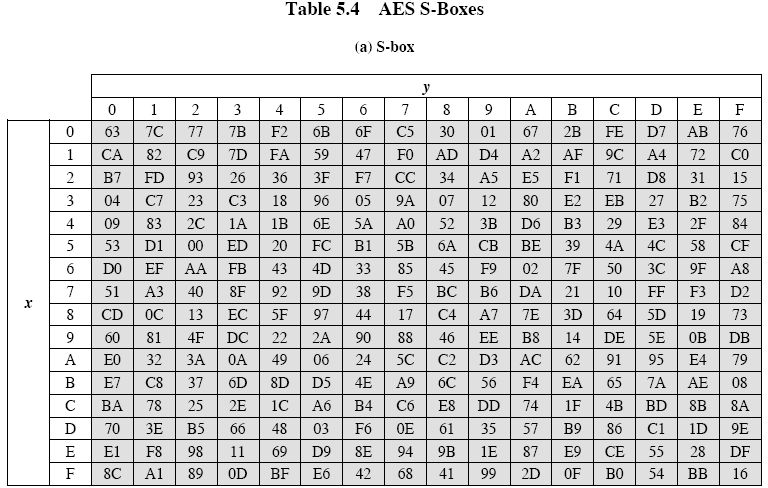 Table 5.4 AES S-Boxes
(a) S-box
y
0 1 2 3 4 5 6 7 8 9 A B C D E F
0 63 7C 77 7B F2 6B 6F C5 30 01 67 2B FE D7 AB 76
1 CA 82 C9 7D FA 59 47 F0 AD D4 A2 AF 9C A4 72 C0
2 B7 FD 93 26 36 3F F7 CC 34 A5 E5 F1 71 D8 31 15
3 04 C7 23 C3 18 96 05 9A 07 12 80 E2 EB 27 B2 75
4 09 83 2C 1A 1B 6E 5A A0 52 3B D6 B3 29 E3 2F 84
5 53 D1 00 ED 20 FC B1 5B 6A CB BE 39 4A 4C 58 CF
6 D0 EF AA FB 43 4D 33 85 45 F9 02 7F 50 3C 9F A8
7 51 A3 40 8F 92 9D 38 F5 BC B6 DA 21 10 FF F3 D2
x
8 CD 0C 13 EC 5F 97 44 17 C4 A7 7E 3D 64 5D 19 73
9 60 81 4F DC 22 2A 90 88 46 EE B8 14 DE 5E 0B DB
A E0 32 3A 0A 49 06 24 5C C2 D3 AC 62 91 95 E4 79
B E7 C8 37 6D 8D D5 4E A9 6C 56 F4 EA 65 7A AE 08
C BA 78 25 2E 1C A6 B4 C6 E8 DD 74 1F 4B BD 8B 8A
D 70 3E B5 66 48 03 F6 0E 61 35 57 B9 86 C1 1D 9E
E E1 F8 98 11 69 D9 8E 94 9B 1E 87 E9 CE 55 28 DF
F 8C A1 89 0D BF E6 42 68 41 99 2D 0F B0 54 BB 16